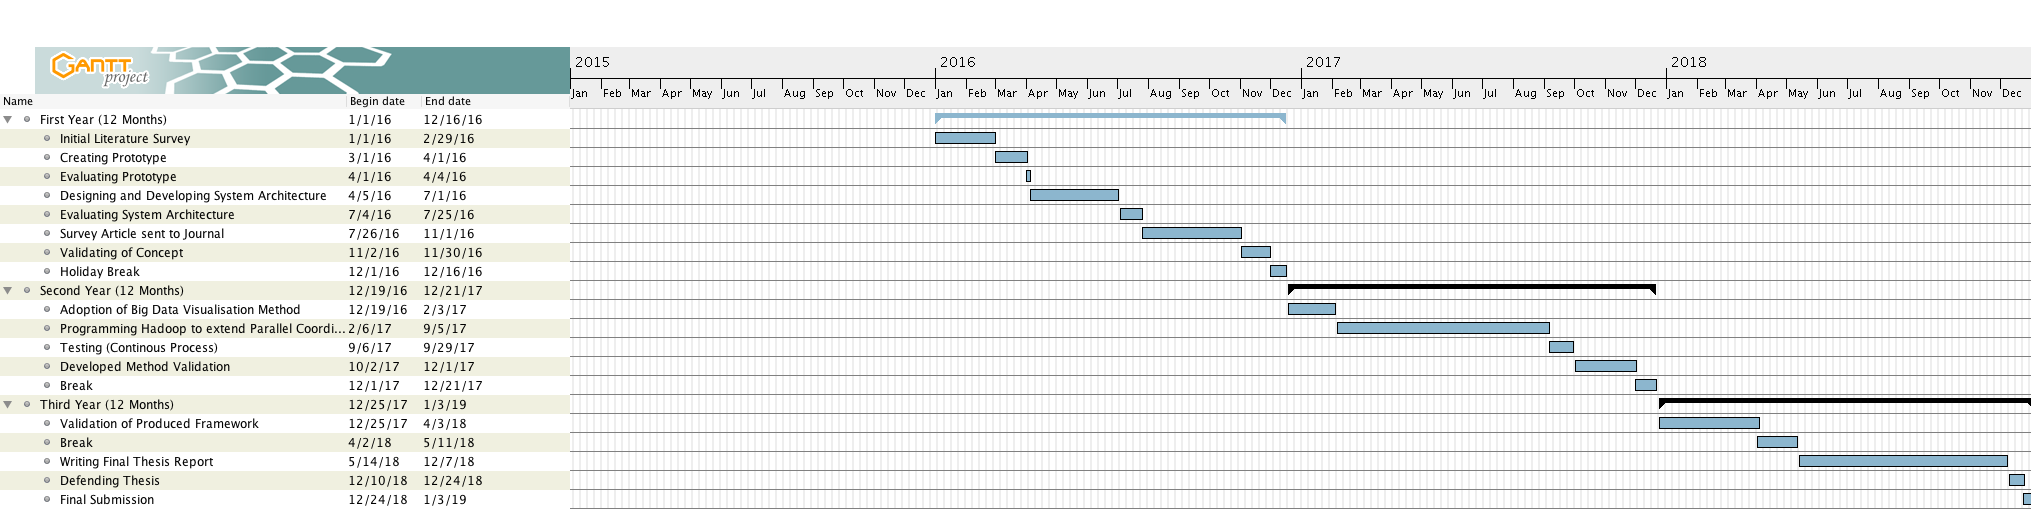 GANTT
project
2015 2016 2017 2018
Jan Feb Mar Apr May Jun Jul Aug Sep Oct Nov Dec Jan Feb Mar Apr May Jun Jul Aug Sep Oct Nov Dec Jan Feb Mar Apr May Jun Jul Aug Sep Oct Nov Dec Jan Feb Mar Apr May Jun Jul Aug Sep Oct Nov Dec
Name Begin date End date
First Year (12 Months) 1/1/16 12/16/16
Initial Literature Survey 1/1/16 2/29/16
Creating Prototype 3/1/16 4/1/16
Evaluating Prototype 4/1/16 4/4/16
Designing and Developing System Architecture 4/5/16 7/1/16
Evaluating System Architecture 7/4/16 7/25/16
Survey Article sent to Journal 7/26/16 11/1/16
Validating of Concept 11/2/16 11/30/16
Holiday Break 12/1/16 12/16/16
Second Year (12 Months) 12/19/16 12/21/17
Adoption of Big Data Visualisation Method 12/19/16 2/3/17
Programming Hadoop to extend Parallel Coordi... 2/6/17 9/5/17
Testing (Continous Process) 9/6/17 9/29/17
Developed Method Validation 10/2/17 12/1/17
Break 12/1/17 12/21/17
Third Year (12 Months) 12/25/17 1/3/19
Validation of Produced Framework 12/25/17 4/3/18
Break 4/2/18 5/11/18
Writing Final Thesis Report 5/14/18 12/7/18
Defending Thesis 12/10/18 12/24/18
Final Submission 12/24/18 1/3/19